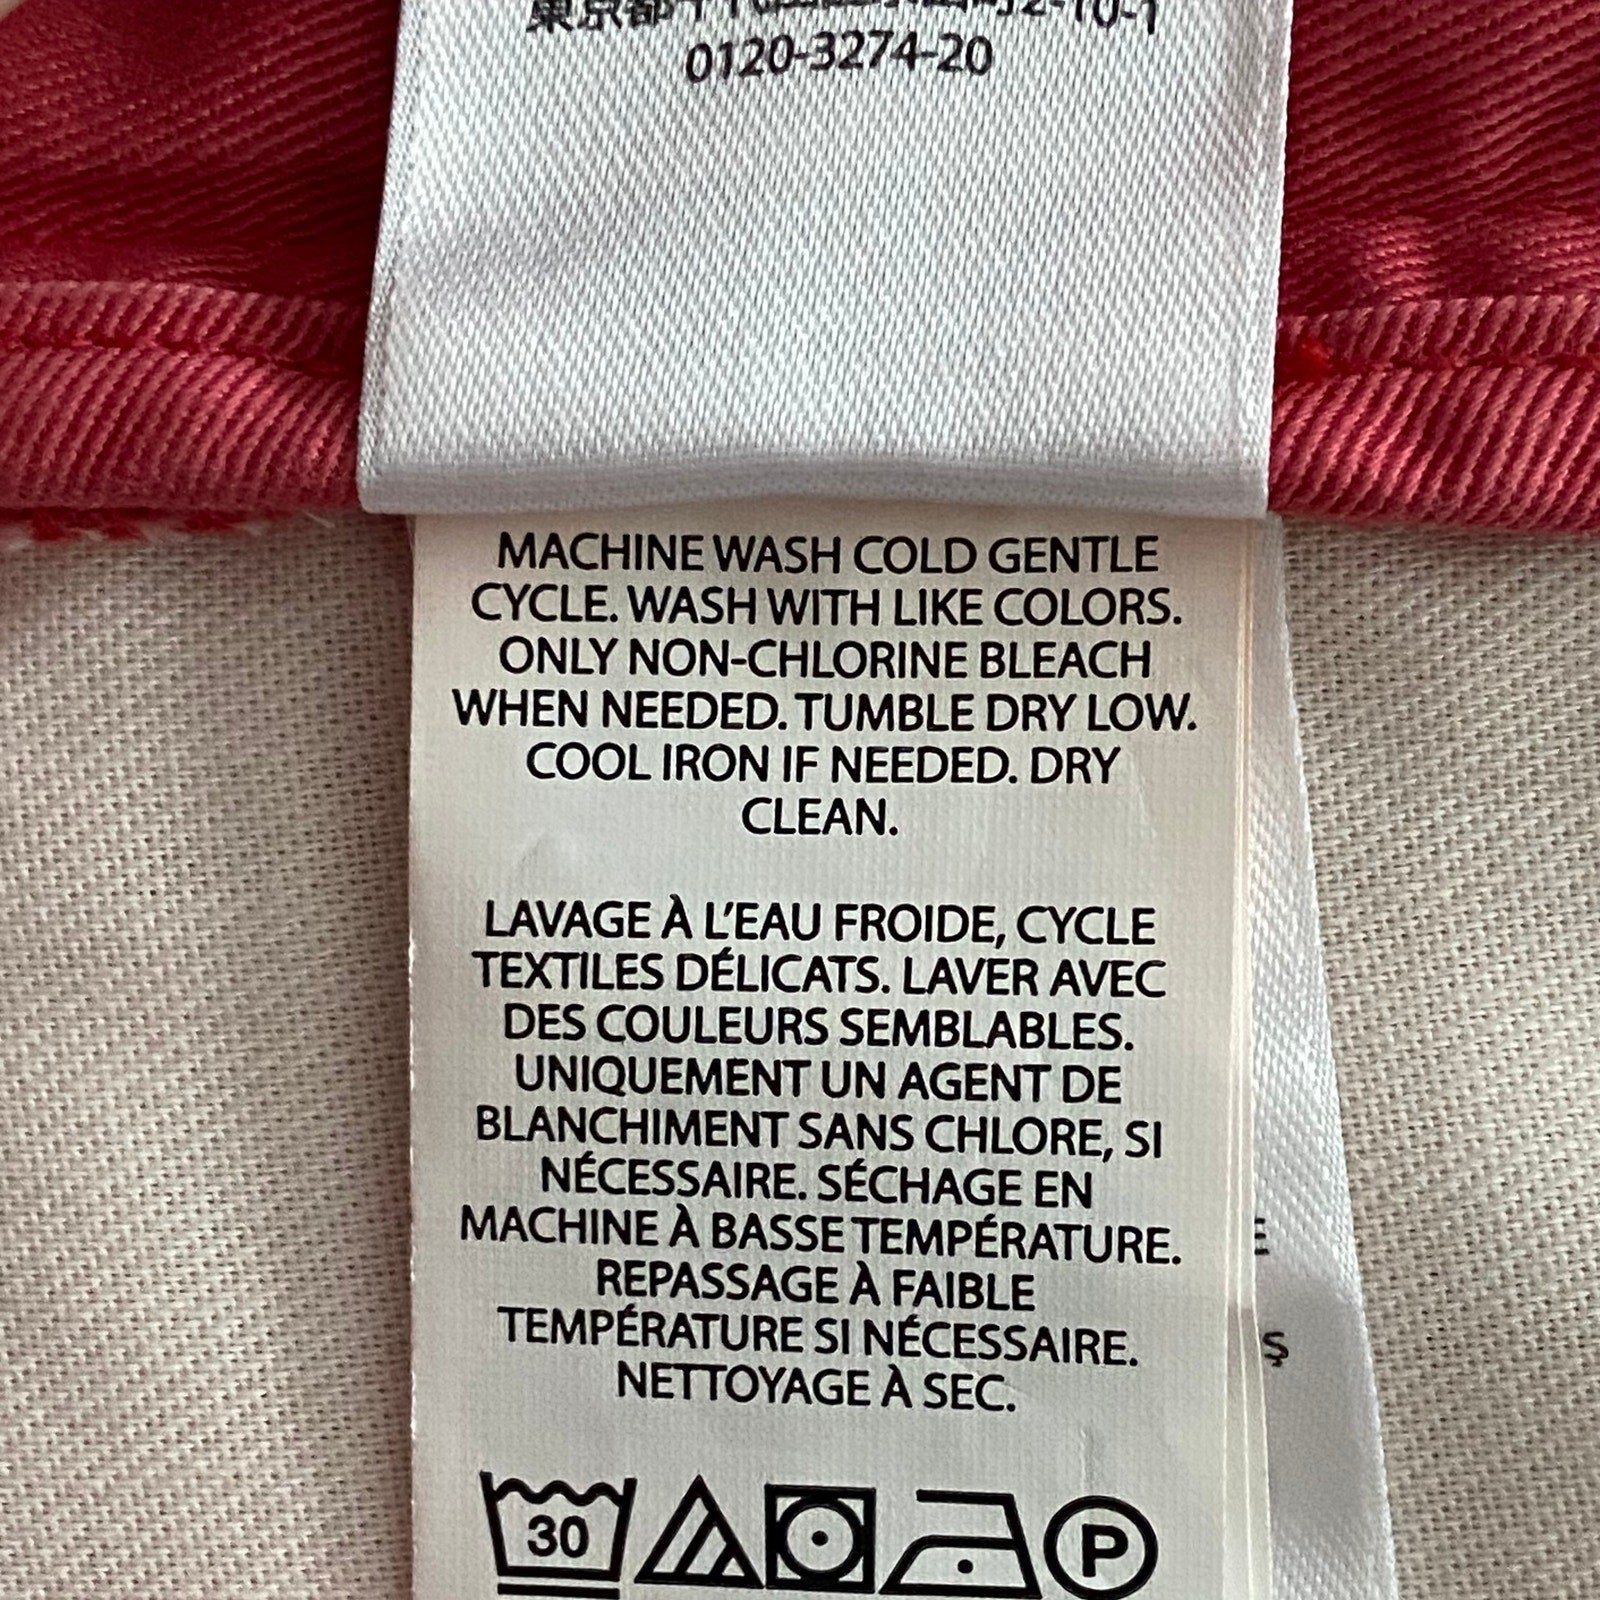 2-10-1
0120-3274-20
MACHINE WASH COLD GENTLE
CYCLE. WASH WITH LIKE COLORS.
ONLY NON-CHLORINE BLEACH
WHEN NEEDED. TUMBLE DRY LOW.
COOL IRON IF NEEDED. DRY
CLEAN.
LAVAGE À L'EAU FROIDE, CYCLE
TEXTILES DÉLICATS. LAVER AVEC
DES COULEURS SEMBLABLES.
UNIQUEMENT UN AGENT DE
BLANCHIMENT SANS CHLORE, SI
NÉCESSAIRE. SÉCHAGE EN
MACHINE À BASSE TEMPÉRATURE.
REPASSAGE À FAIBLE
TEMPÉRATURE SI NÉCESSAIRE.
NETTOYAGE À SEC.
30 P
E
Ş